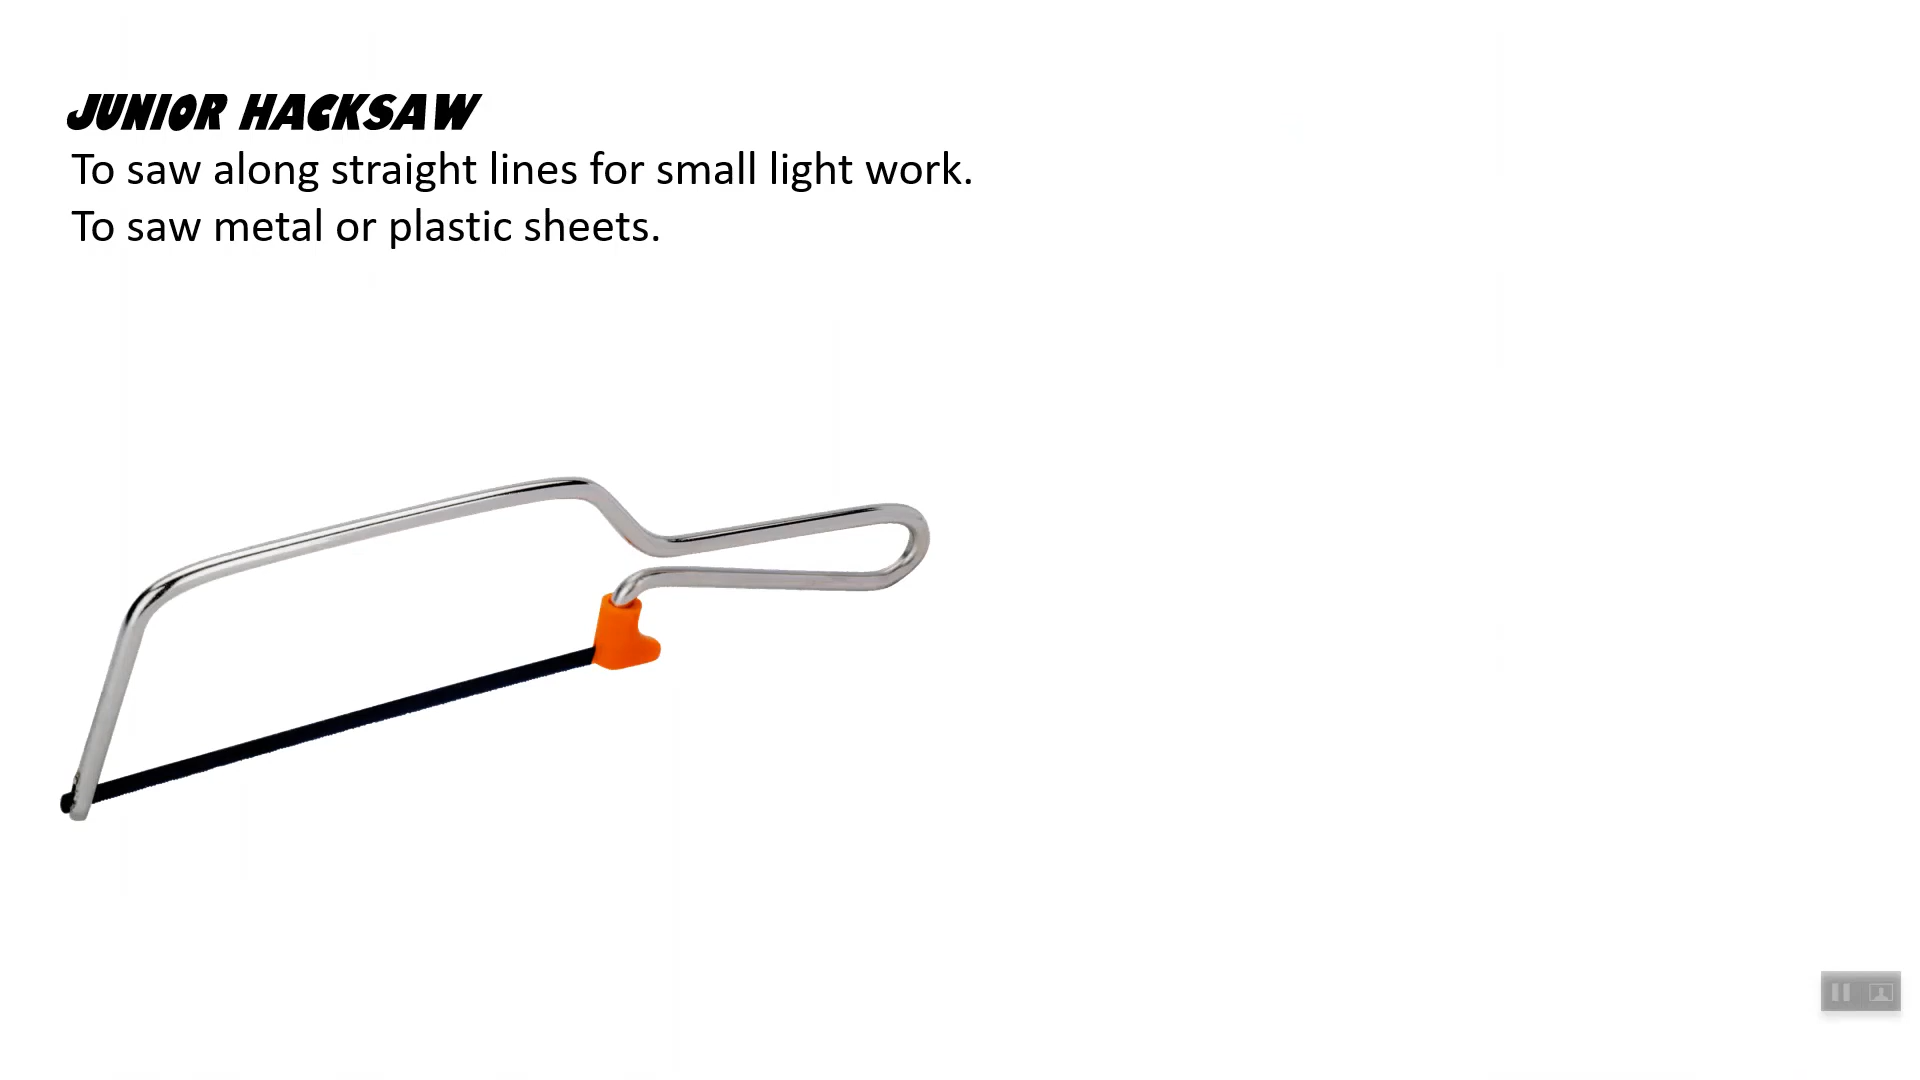 JUNIOR HACKSAW
To saw along straight lines for small light work.
To saw metal or plastic sheets.